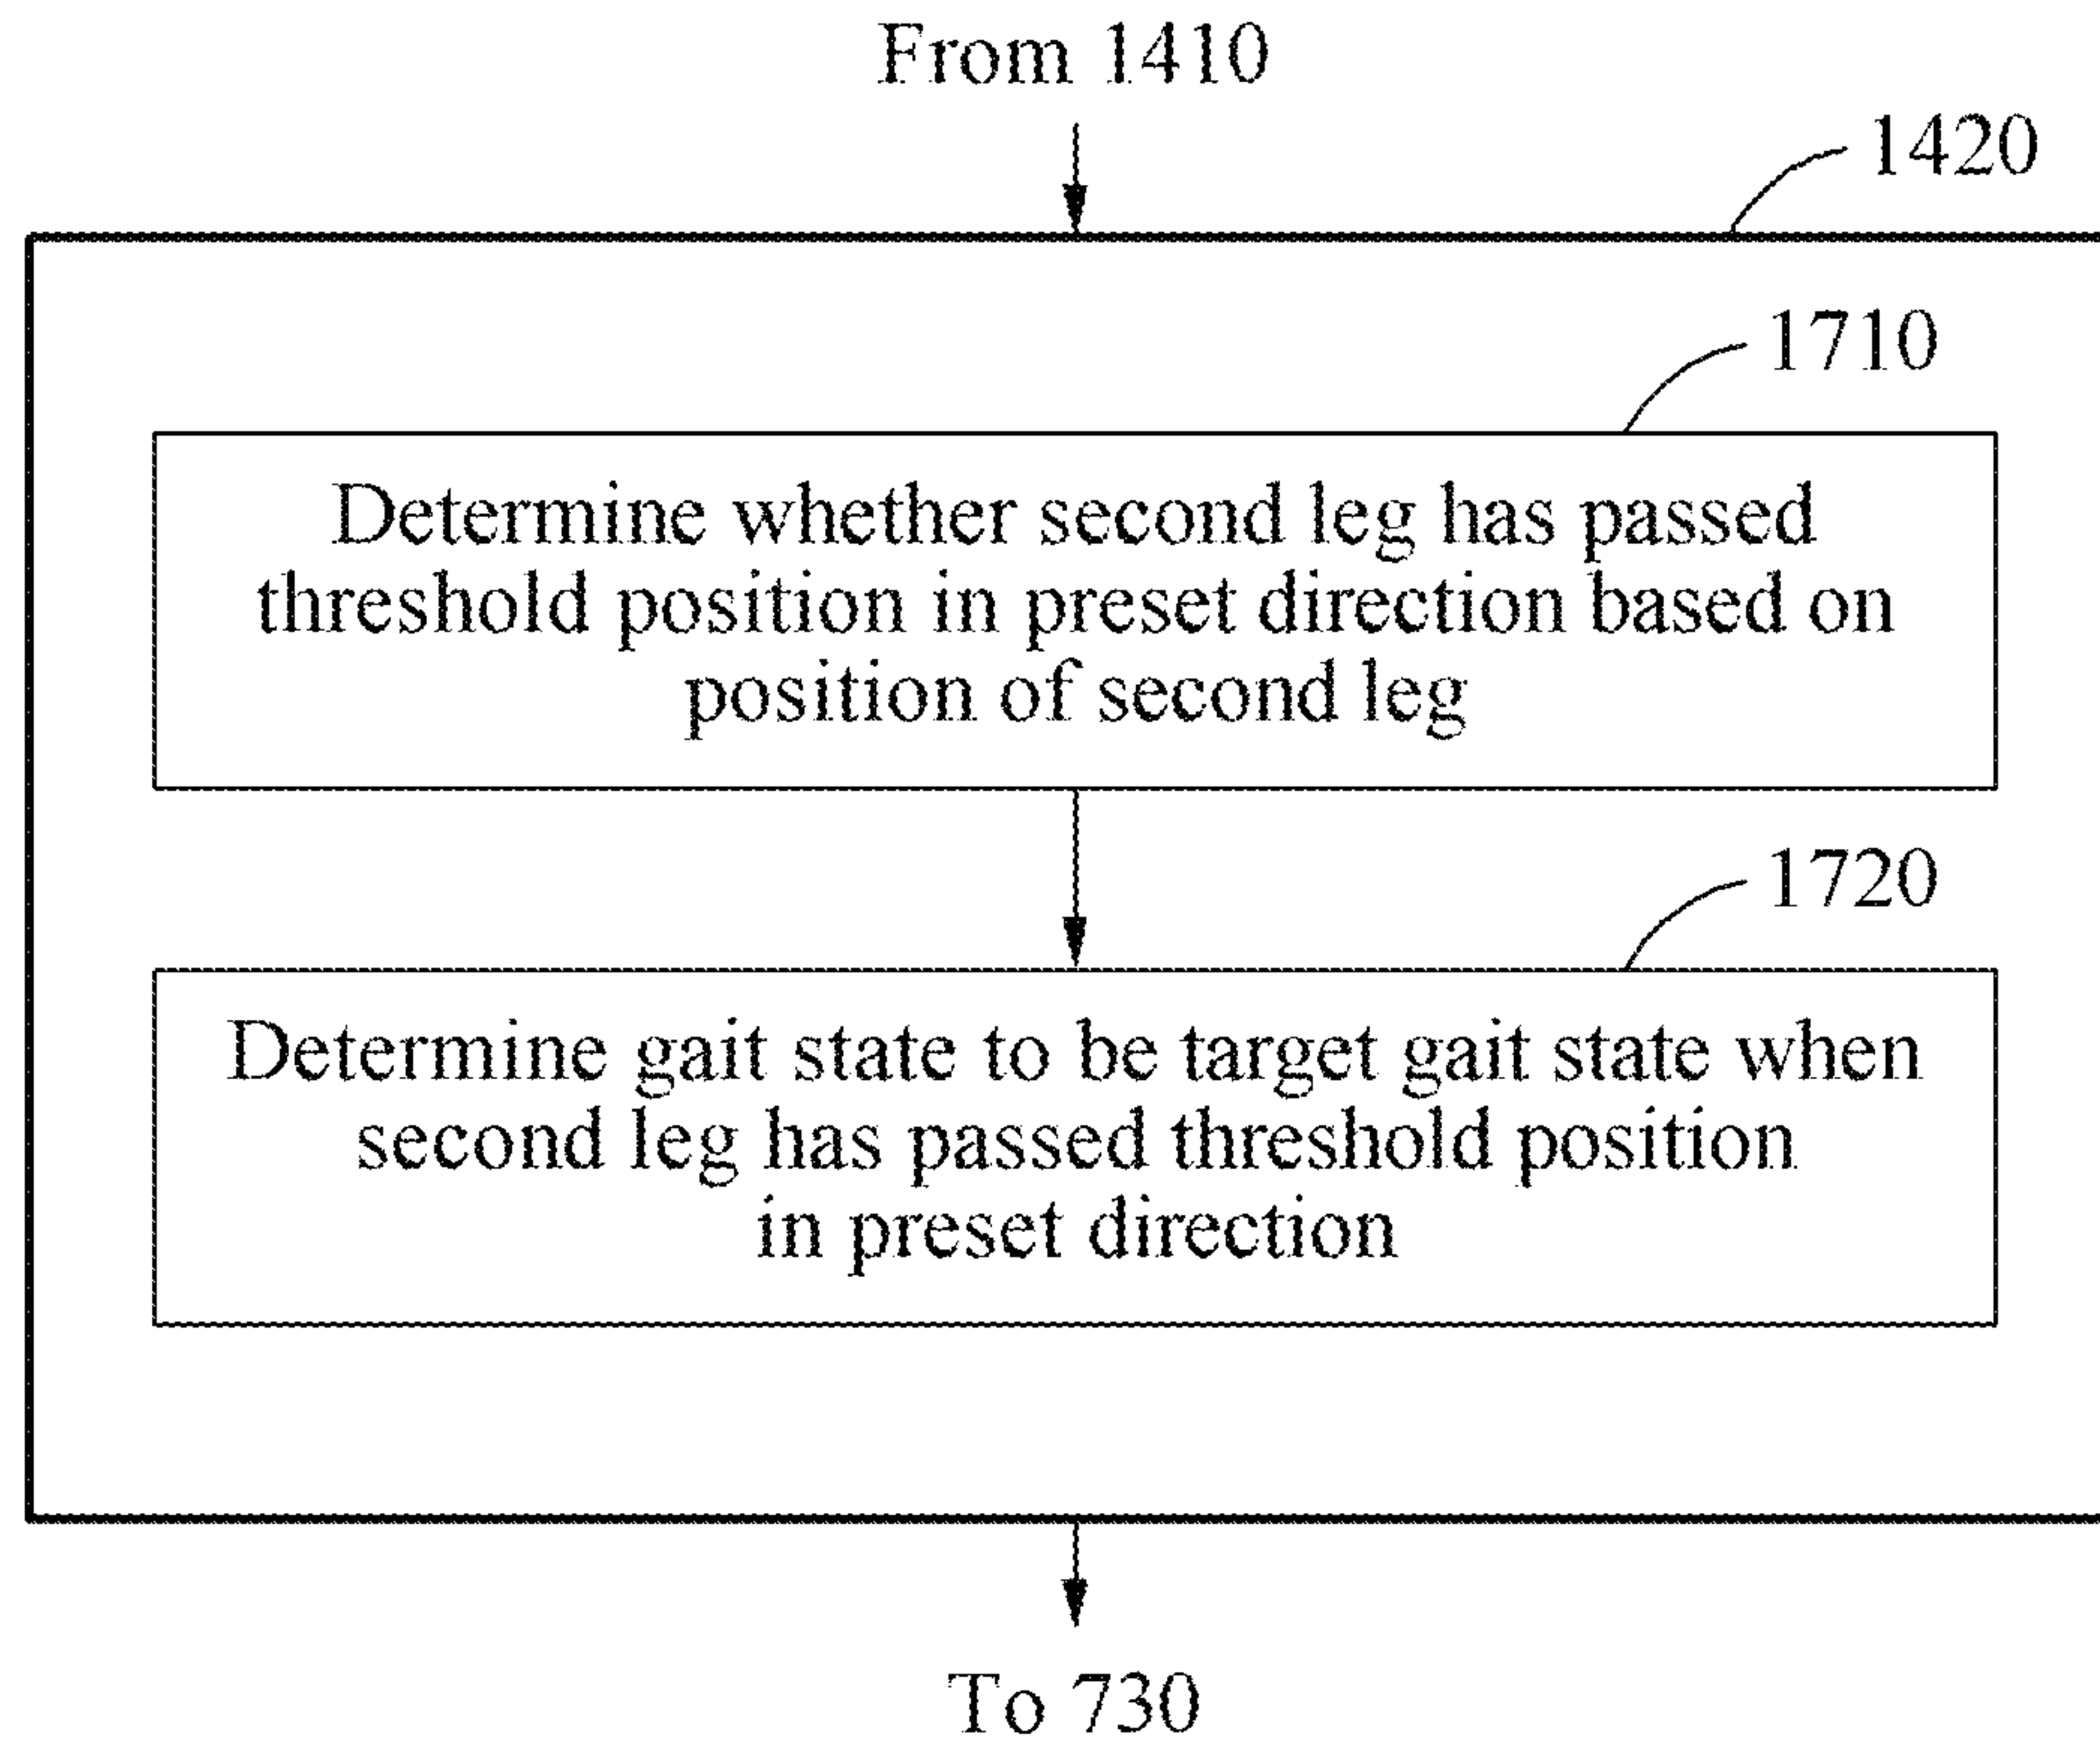 From 1410
1420
1710
Determine whether second leg has passed
threshold position in preset direction based on
position of second leg
1720
Determine gait state to be target gait state when
second leg has passed threshold position
in preset direction
To 730